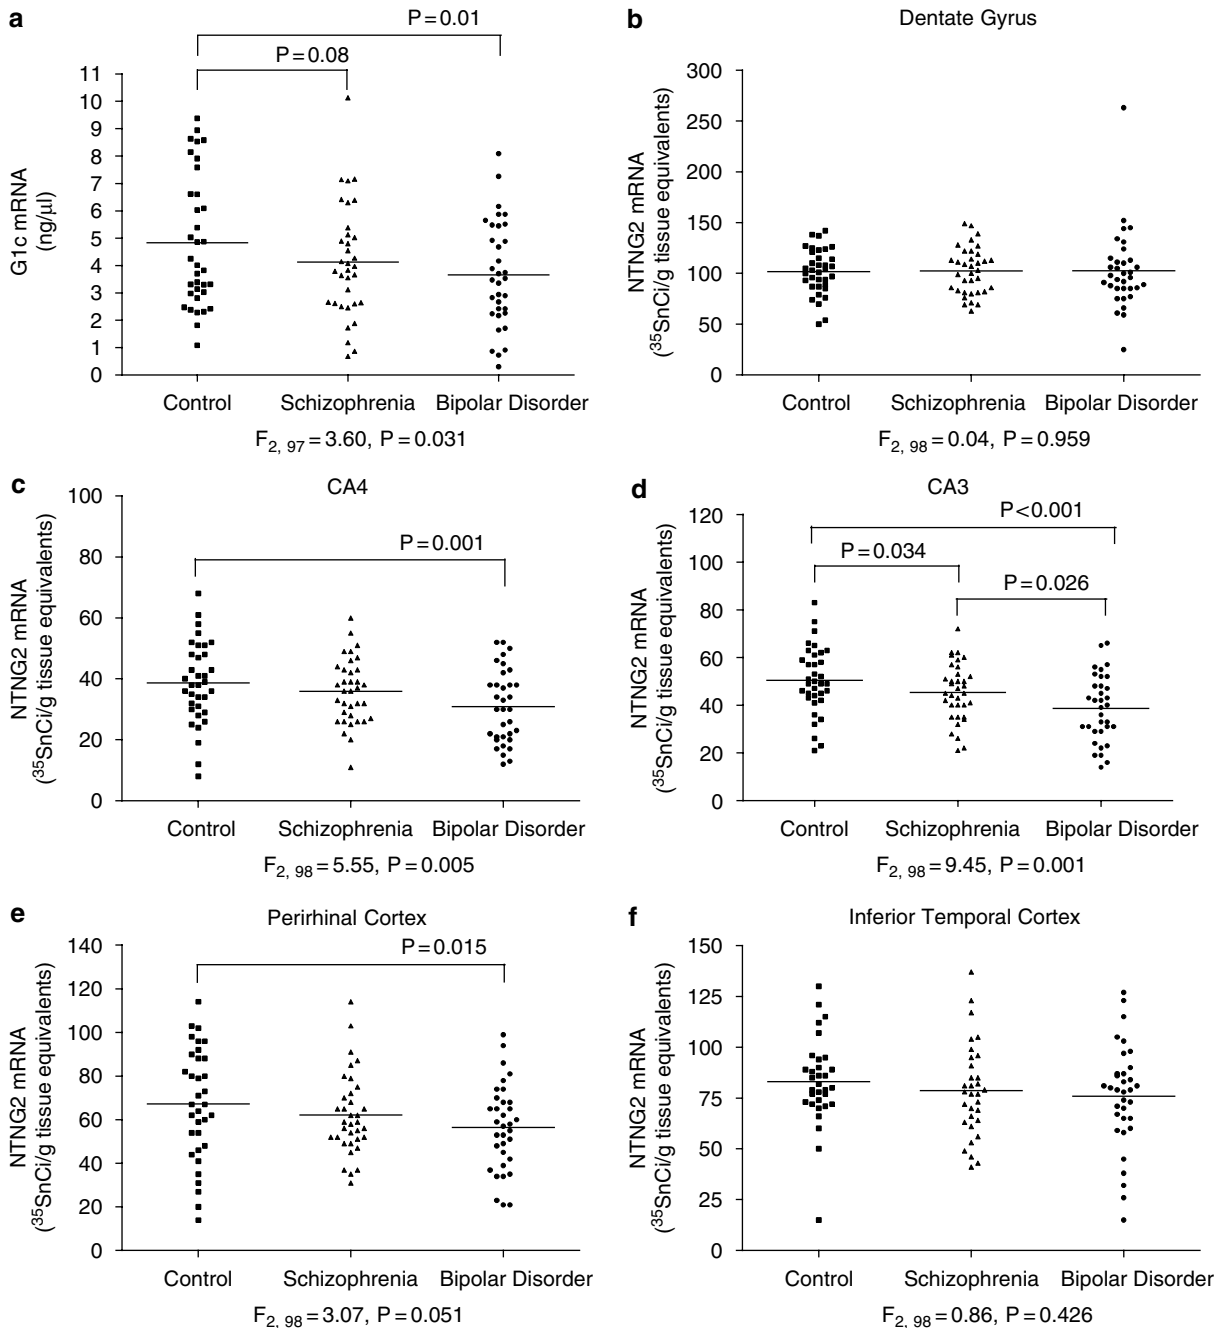 a
P=0.01
P=0.08
11
10
9
8
7
6
5
4
3
2
1
0
G1c mRNA
(ng/μl)
Control
Schizophrenia
Bipolar Disorder
F2, 97=3.60, P=0.031
b
Dentate Gyrus
300
250
200
150
100
50
0
NTNG2 mRNA
(35SnCi/g tissue equivalents)
Control
Schizophrenia
Bipolar Disorder
F2, 98=0.04, P=0.959
c
CA4
P=0.001
100
80
60
40
20
0
NTNG2 mRNA
(35SnCi/g tissue equivalents)
Control
Schizophrenia
Bipolar Disorder
F2, 98=5.55, P=0.005
d
CA3
P<0.001
P=0.034
P=0.026
120
100
80
60
40
20
0
NTNG2 mRNA
(35SnCi/g tissue equivalents)
Control
Schizophrenia
Bipolar Disorder
F2, 98=9.45, P=0.001
e
Perirhinal Cortex
P=0.015
140
120
100
80
60
40
20
0
NTNG2 mRNA
(35SnCi/g tissue equivalents)
Control
Schizophrenia
Bipolar Disorder
F2, 98=3.07, P=0.051
f
Inferior Temporal Cortex
150
125
100
75
50
25
0
NTNG2 mRNA
(35SnCi/g tissue equivalents)
Control
Schizophrenia
Bipolar Disorder
F2, 98=0.86, P=0.426